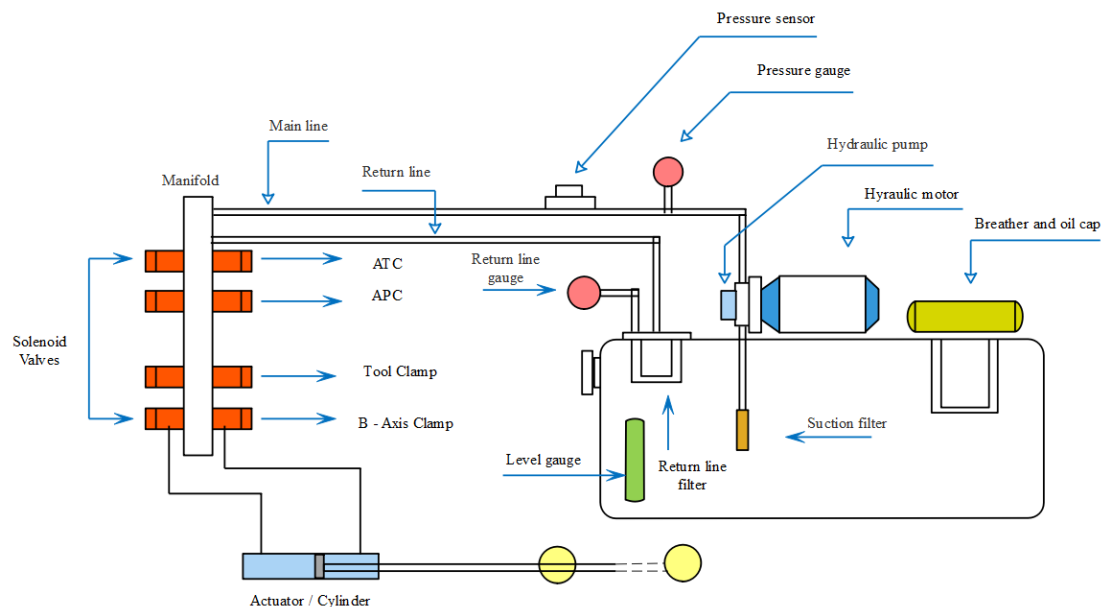 Pressure sensor
Pressure gauge
Main line
Hydraulic pump
Return line
Manifold
Hyraulic motor
Breather and oil cap
Return line
gauge
ATC
APC
Solenoid
Valves
Tool Clamp
B - Axis Clamp
Suction filter
Level gauge
Return line
filter
Actuator / Cylinder